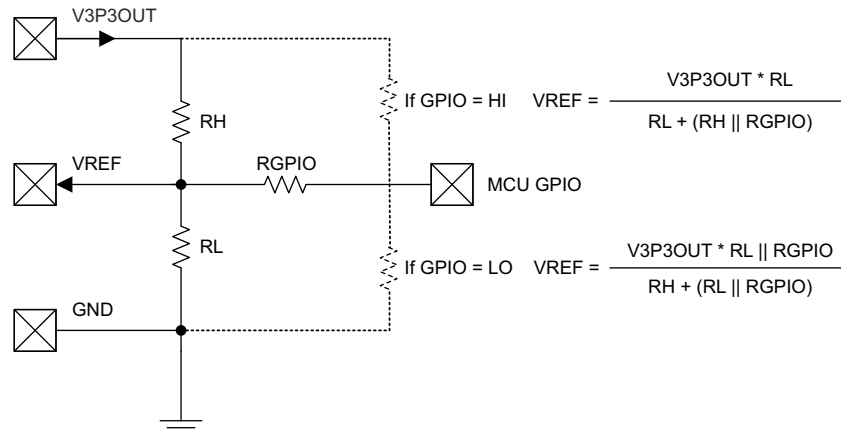 V3P3OUT
RH
If GPIO = HI VREF = V3P3OUT * RL
RL + (RH || RGPIO)
VREF
RGPIO
MCU GPIO
RL
If GPIO = LO VREF = V3P3OUT * RL || RGPIO
RH + (RL || RGPIO)
GND